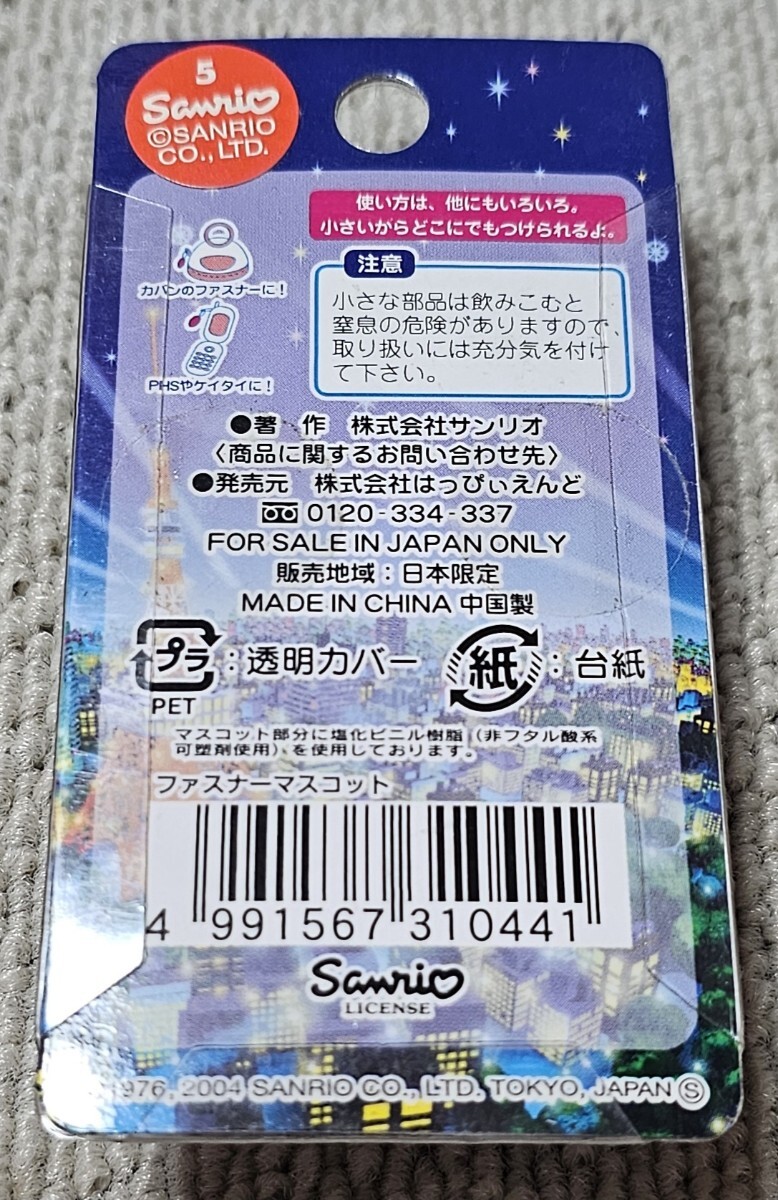 5
Sanrio
©SANRIO
CO., LTD.
使い方は、他にもいろいろ。
小さいからどこにでもつけられるよ。
カバンのファスナーに!
PHSやケイタイに!
注意
小さな部品は飲みこむと
窒息の危険がありますので、
取り扱いには充分気を付け
て下さい。
●著 作 株式会社サンリオ
〈商品に関するお問い合わせ先〉
●発売元 株式会社はっぴぃえんど
0120-334-337
FOR SALE IN JAPAN ONLY
販売地域:日本限定
MADE IN CHINA 中国製
プラ:透明カバー 紙:台紙
PET
マスコット部分に塩化ビニル樹脂(非フタル酸系
可塑剤使用)を使用しております。
ファスナーマスコット
4 991567 310441
Sanrio
LICENSE
976, 2004 SANRIO CO., LTD. TOKYO, JAPAN Ⓢ